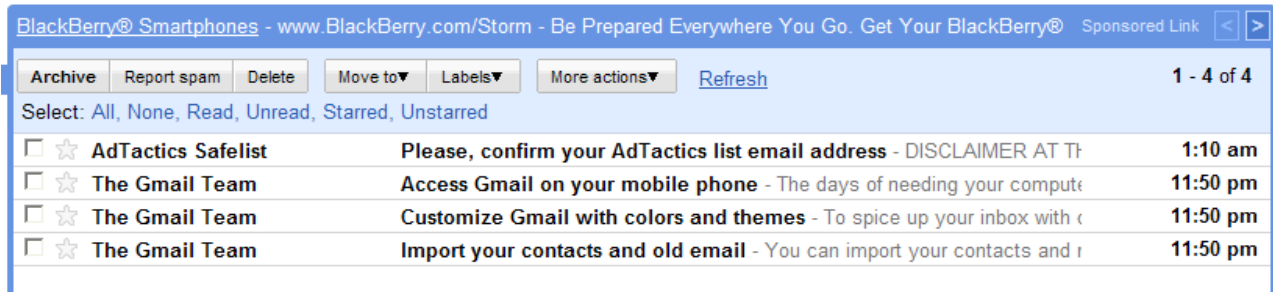 BlackBerry® Smartphones - www.BlackBerry.com/Storm - Be Prepared Everywhere You Go. Get Your BlackBerry® Sponsored Link < >
Archive Report spam Delete Move to▼ Labels▼ More actions▼ Refresh 1 - 4 of 4
Select: All, None, Read, Unread, Starred, Unstarred
AdTactics Safelist Please, confirm your AdTactics list email address - DISCLAIMER AT 1:10 am
The Gmail Team Access Gmail on your mobile phone - The days of needing your compute 11:50 pm
The Gmail Team Customize Gmail with colors and themes - To spice up your inbox with 11:50 pm
The Gmail Team Import your contacts and old email - You can import your contacts and 11:50 pm